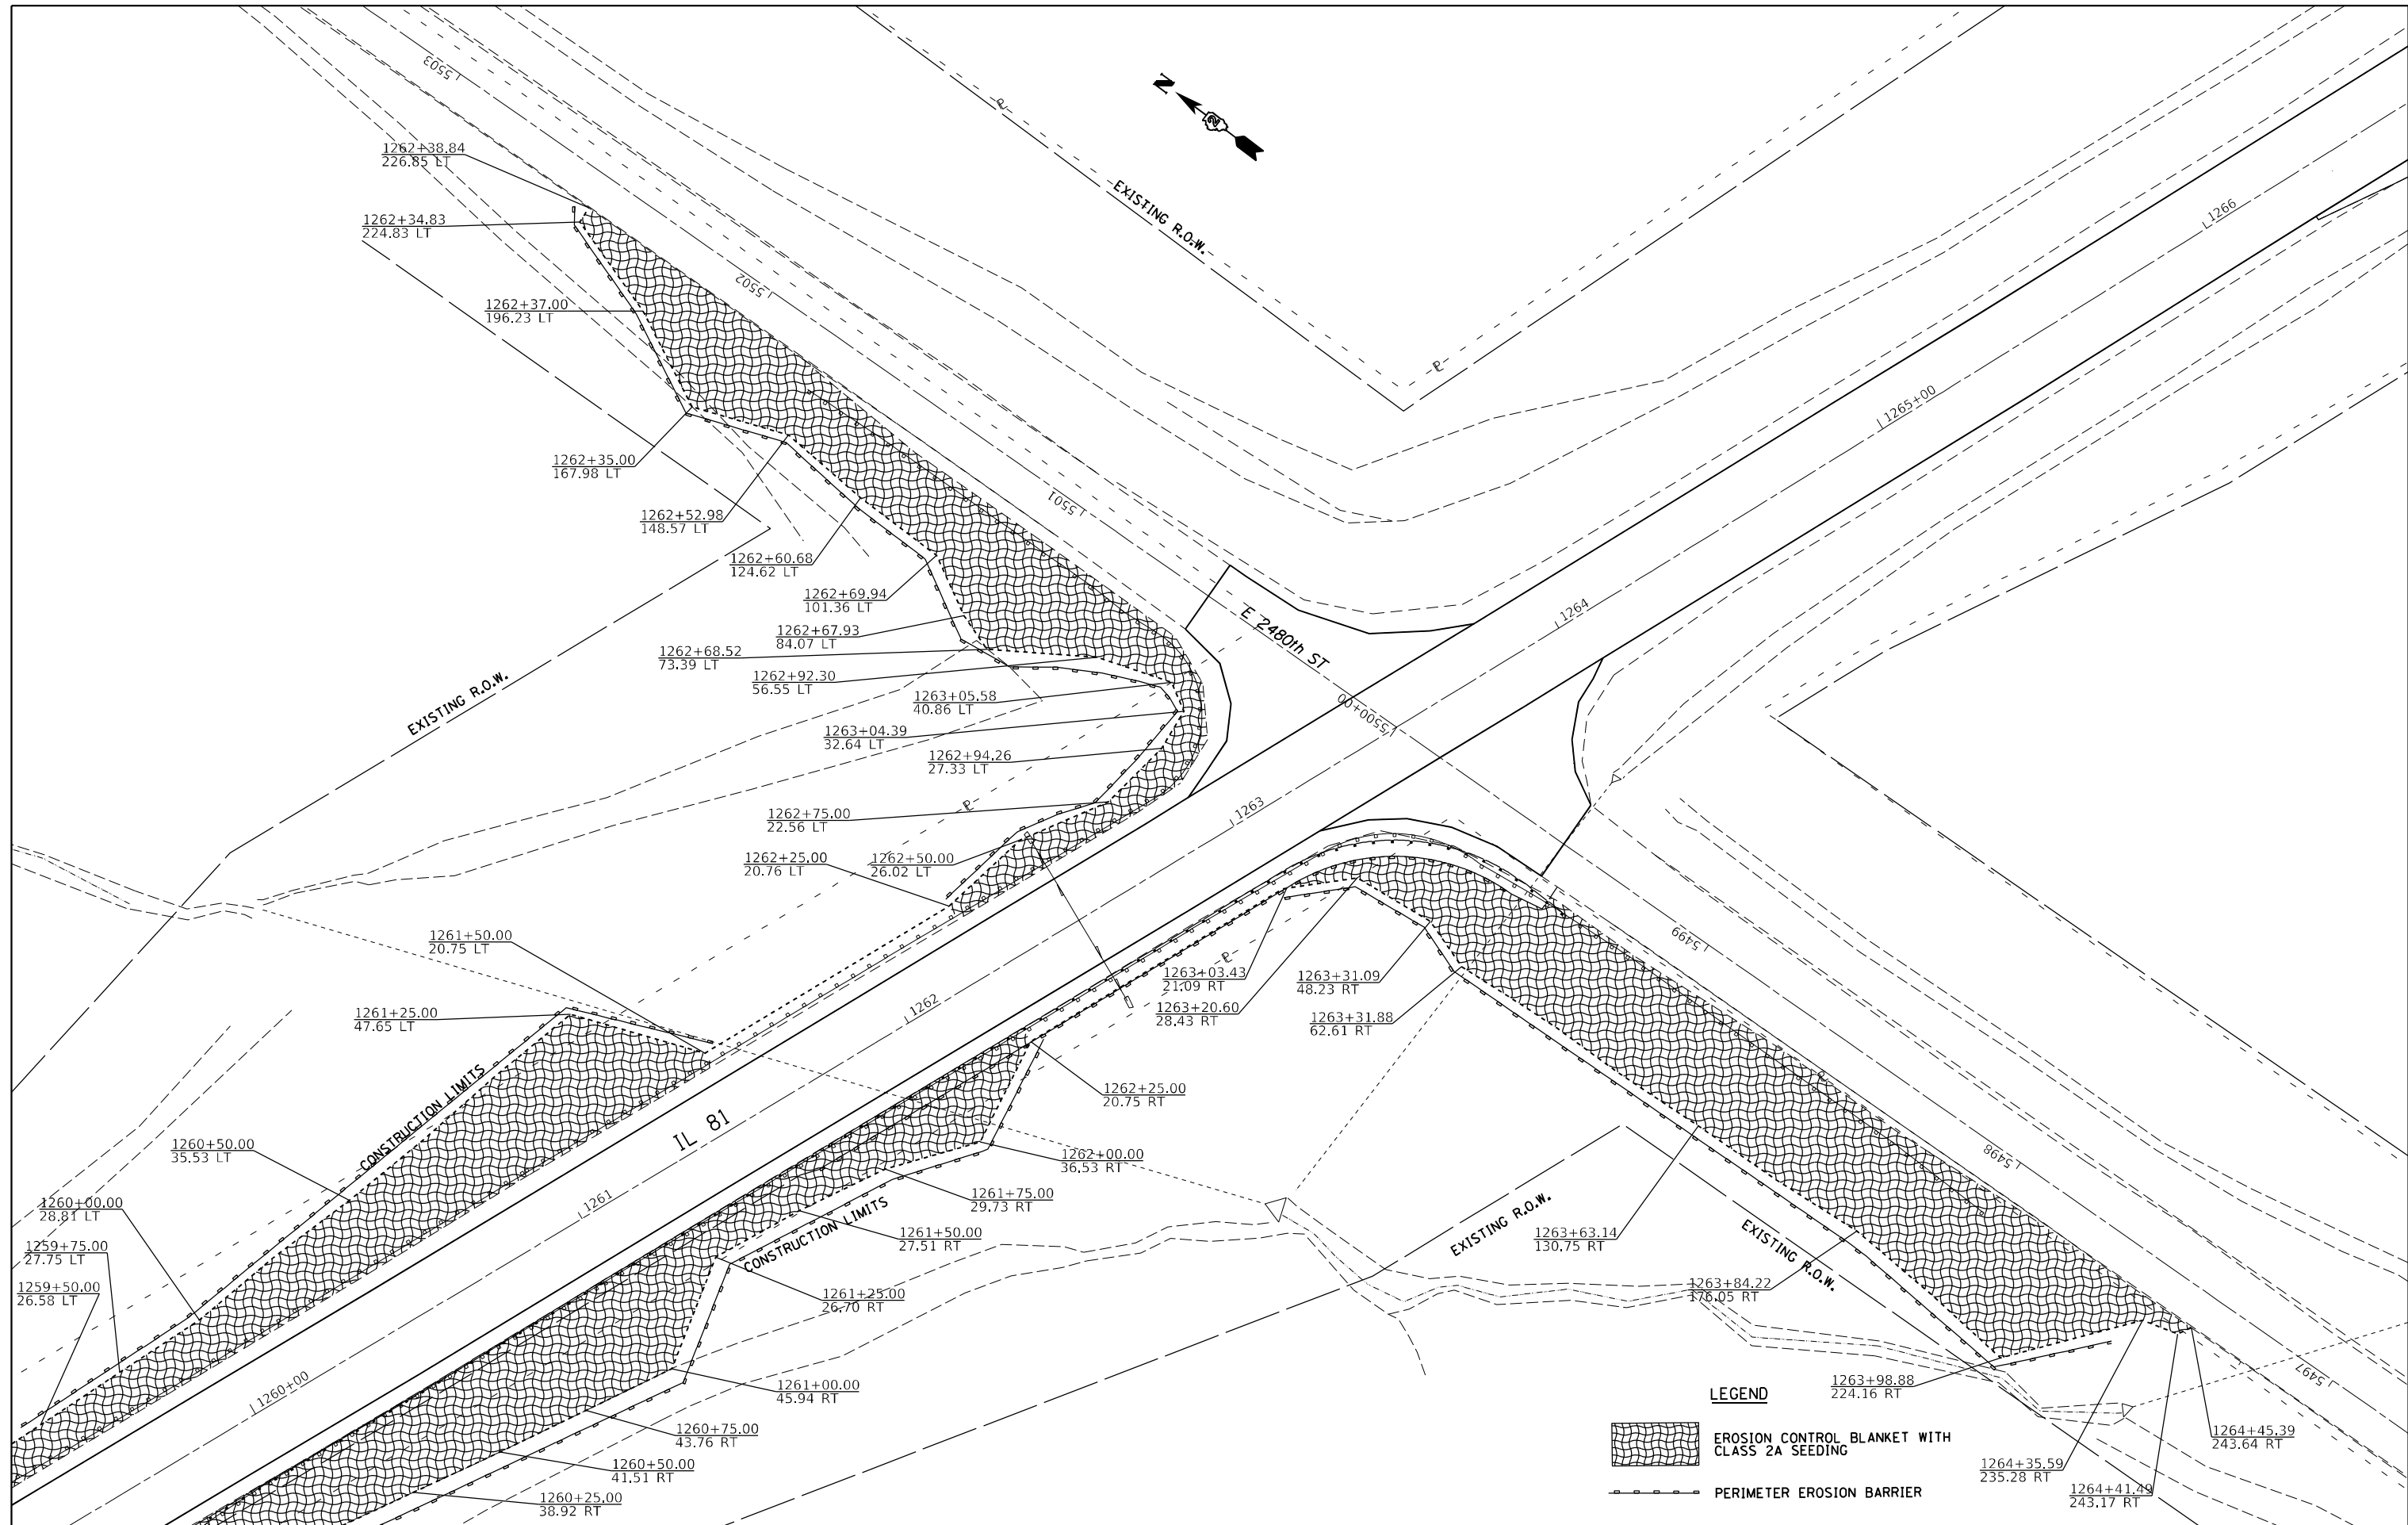 5503
N
2
1262+38.84
226.85 LT
P
EXISTING R.O.W.
1266
1262+34.83
224.83 LT
5502
1262+37.00
196.23 LT
P
1265+00
1262+35.00
167.98 LT
5501
1262+52.98
148.57 LT
1262+60.68
124.62 LT
1262+69.94
101.36 LT
1264
E 2480th ST
1262+67.93
84.07 LT
1262+68.52
73.39 LT
1262+92.30
56.55 LT
1263+05.58
40.86 LT
EXISTING R.O.W.
5500+00
1263+04.39
32.64 LT
1262+94.26
27.33 LT
P
1263
1262+75.00
22.56 LT
1262+25.00
20.76 LT
1262+50.00
26.02 LT
1261+50.00
20.75 LT
5499
P
1263+03.43
21.09 RT
1263+31.09
48.23 RT
1262
1261+25.00
47.65 LT
1263+20.60
28.43 RT
1263+31.88
62.61 RT
CONSTRUCTION LIMITS
1262+25.00
20.75 RT
P
IL 81
1260+50.00
35.53 LT
1262+00.00
36.53 RT
5498
1261
1261+75.00
29.73 RT
1260+00.00
28.81 LT
CONSTRUCTION LIMITS
1261+50.00
27.51 RT
EXISTING R.O.W.
1263+63.14
130.75 RT
EXISTING R.O.W.
1259+75.00
27.75 LT
1259+50.00
26.58 LT
1261+25.00
26.70 RT
1263+84.22
176.05 RT
1260+00
1261+00.00
45.94 RT
1263+98.88
224.16 RT
5497
LEGEND
1260+75.00
43.76 RT
EROSION CONTROL BLANKET WITH
CLASS 2A SEEDING
1264+45.39
243.64 RT
1260+50.00
41.51 RT
1264+35.59
235.28 RT
1260+25.00
38.92 RT
PERIMETER EROSION BARRIER
1264+41.49
243.17 RT